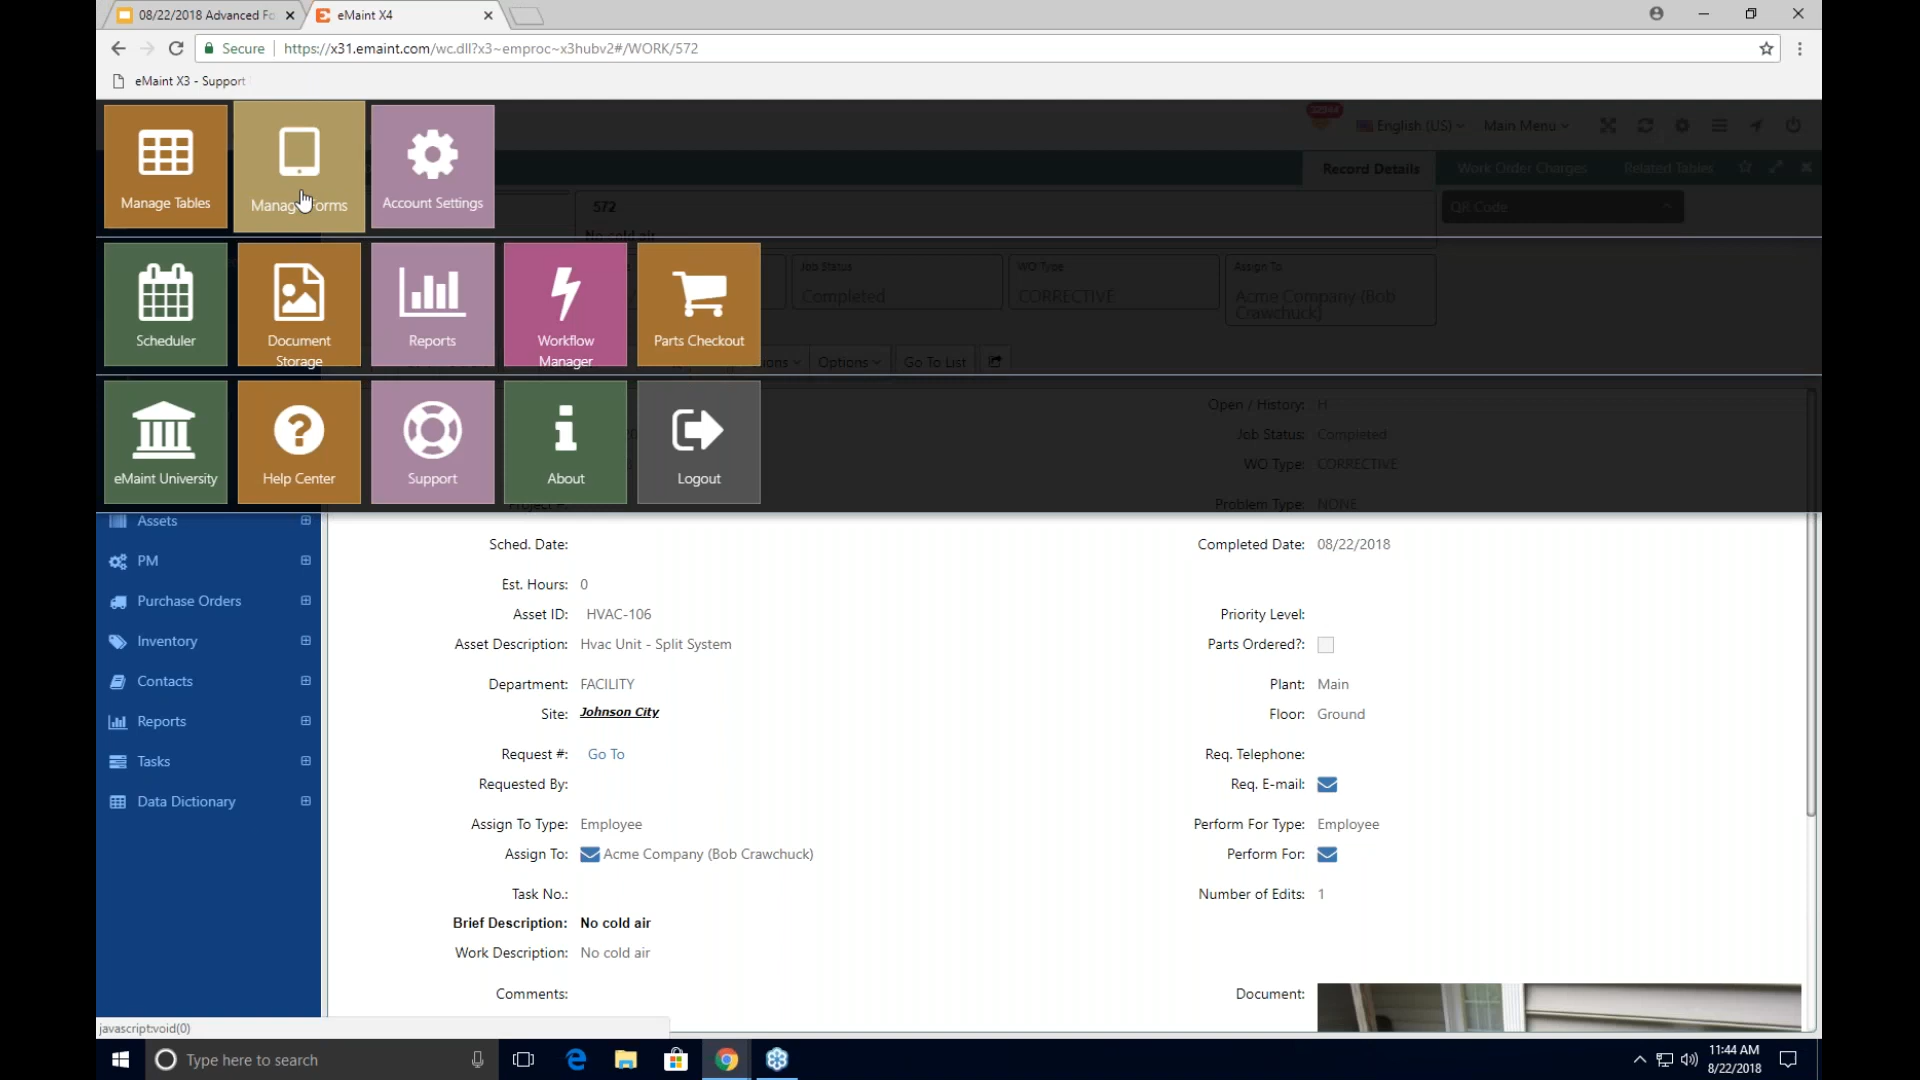 08/22/2018 Advanced Fo
eMaint X4
Secure
https://x31.emaint.com/wc.dll?x3~emproc~x3hubv2#/WORK/572
eMaint X3 - Support
Manage Tables
Manage Forms
Account Settings
English (US)
Main Menu
Record Details
Work Order Charges
Related Tables
572
No cold air
QR Code
Scheduler
Document Storage
Reports
Workflow Manager
Parts Checkout
Job Status
Completed
WO Type
CORRECTIVE
Assign To
Acme Company (Bob Crawchuck)
Options
Go To List
eMaint University
Help Center
Support
About
Logout
Open / History: H
Job Status: Completed
WO Type: CORRECTIVE
Project #:
Problem Type: NONE
Assets
PM
Purchase Orders
Inventory
Contacts
Reports
Tasks
Data Dictionary
Sched. Date:
Completed Date: 08/22/2018
Est. Hours: 0
Asset ID: HVAC-106
Priority Level:
Asset Description: Hvac Unit - Split System
Parts Ordered?:
Department: FACILITY
Plant: Main
Site: Johnson City
Floor: Ground
Request #: Go To
Req. Telephone:
Requested By:
Req. E-mail:
Assign To Type: Employee
Perform For Type: Employee
Assign To: Acme Company (Bob Crawchuck)
Perform For:
Task No.:
Number of Edits: 1
Brief Description: No cold air
Work Description: No cold air
Comments:
Document:
javascript:void(0)
Type here to search
11:44 AM
8/22/2018